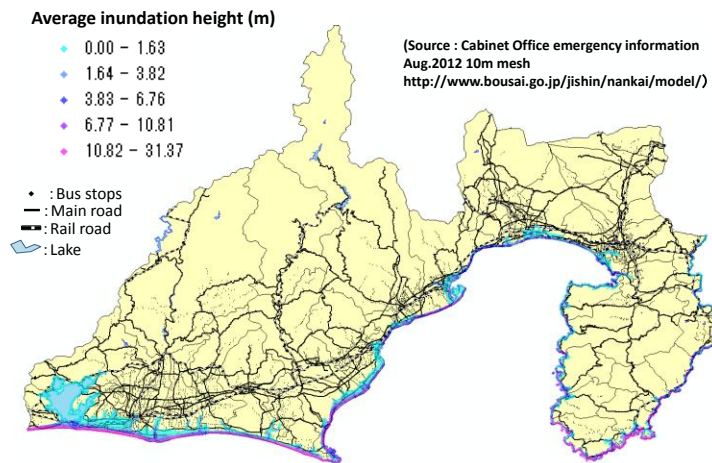 Average inundation height (m)
0.00 - 1.63
1.64 - 3.82
3.83 - 6.76
6.77 - 10.81
10.82 - 31.37
(Source : Cabinet Office emergency information
Aug.2012 10m mesh
http://www.bousai.go.jp/jishin/nankai/model/)
: Bus stops
: Main road
: Rail road
: Lake